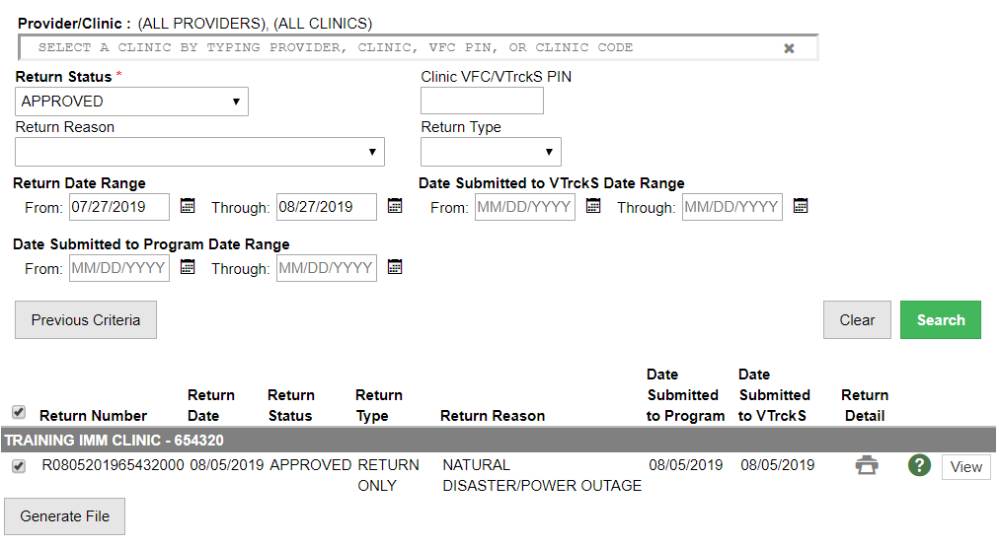 Provider/Clinic : (ALL PROVIDERS), (ALL CLINICS)
SELECT A CLINIC BY TYPING PROVIDER, CLINIC, VFC PIN, OR CLINIC CODE
Return Status * Clinic VFC/VTrckS PIN
APPROVED
Return Reason Return Type
Return Date Range Date Submitted to VTrckS Date Range
From: 07/27/2019 Through: 08/27/2019 From: MM/DD/YYYY Through: MM/DD/YYYY
Date Submitted to Program Date Range
From: MM/DD/YYYY Through: MM/DD/YYYY
Previous Criteria Clear Search
Date Date
Return Return Return Submitted Submitted Return
Return Number Date Status Type Return Reason to Program to VTrckS Detail
TRAINING IMM CLINIC - 654320
R0805201965432000 08/05/2019 APPROVED RETURN NATURAL 08/05/2019 08/05/2019 ? View
ONLY DISASTER/POWER OUTAGE
Generate File